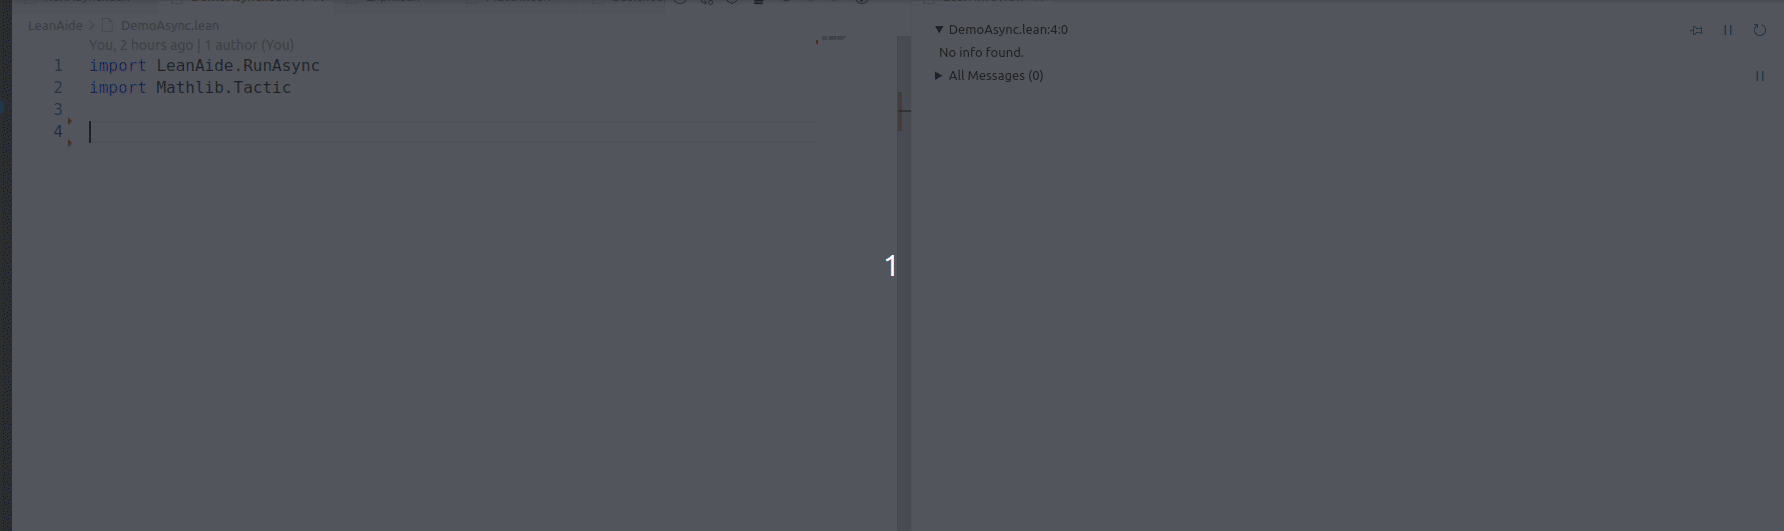 LeanAide > DemoAsync.lean
You, 2 hours ago | 1 author (You)
1 import LeanAide.RunAsync
2 import Mathlib.Tactic
3
4
1
DemoAsync.lean:4:0
No info found.
All Messages (0)